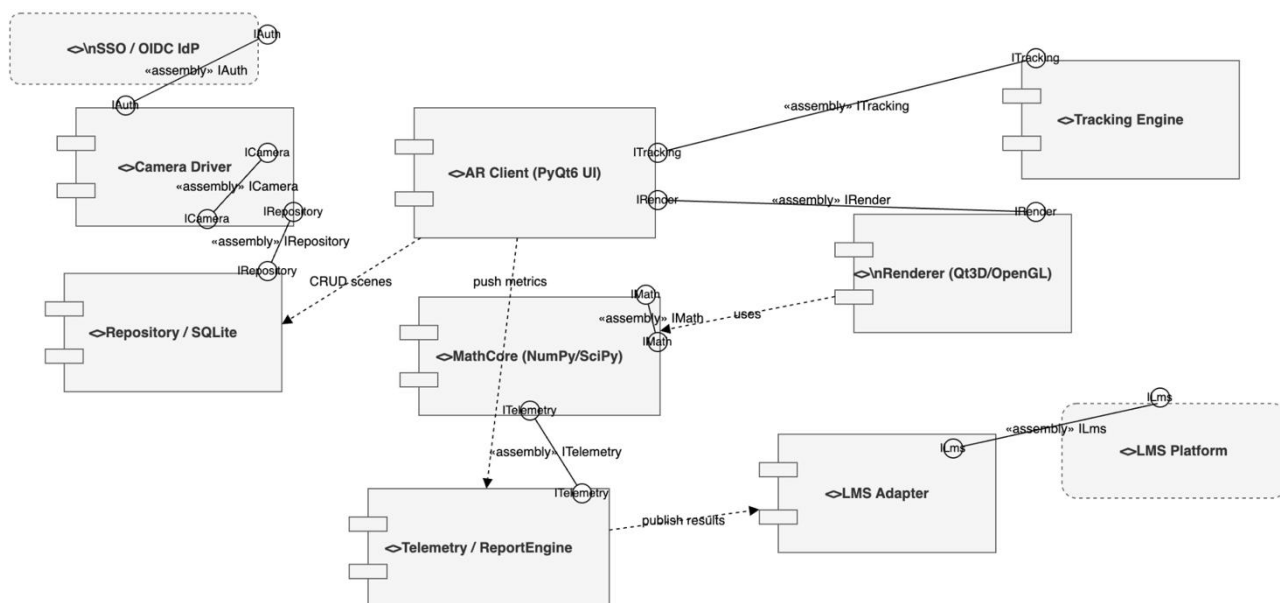 IAuth
<>\nSSO / OIDC IdP
«assembly» IAuth
IAuth
ITracking
«assembly» ITracking
<>Tracking Engine
ICamera
<>Camera Driver
«assembly» ICamera
ICamera
IRepository
«assembly» IRepository
IRepository
ITracking
<>AR Client (PyQt6 UI)
IRender
«assembly» IRender
IRender
<>\nRenderer (Qt3D/OpenGL)
CRUD scenes
push metrics
<>Repository / SQLite
IMath
«assembly» IMath
IMath
uses
<>MathCore (NumPy/SciPy)
ITelemetry
«assembly» ITelemetry
ITelemetry
ILms
«assembly» ILms
ILms
<>LMS Platform
<>LMS Adapter
publish results
<>Telemetry / ReportEngine